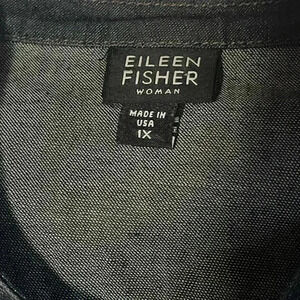 EILEEN
FISHER
WOMAN
MADE IN
USA
1X